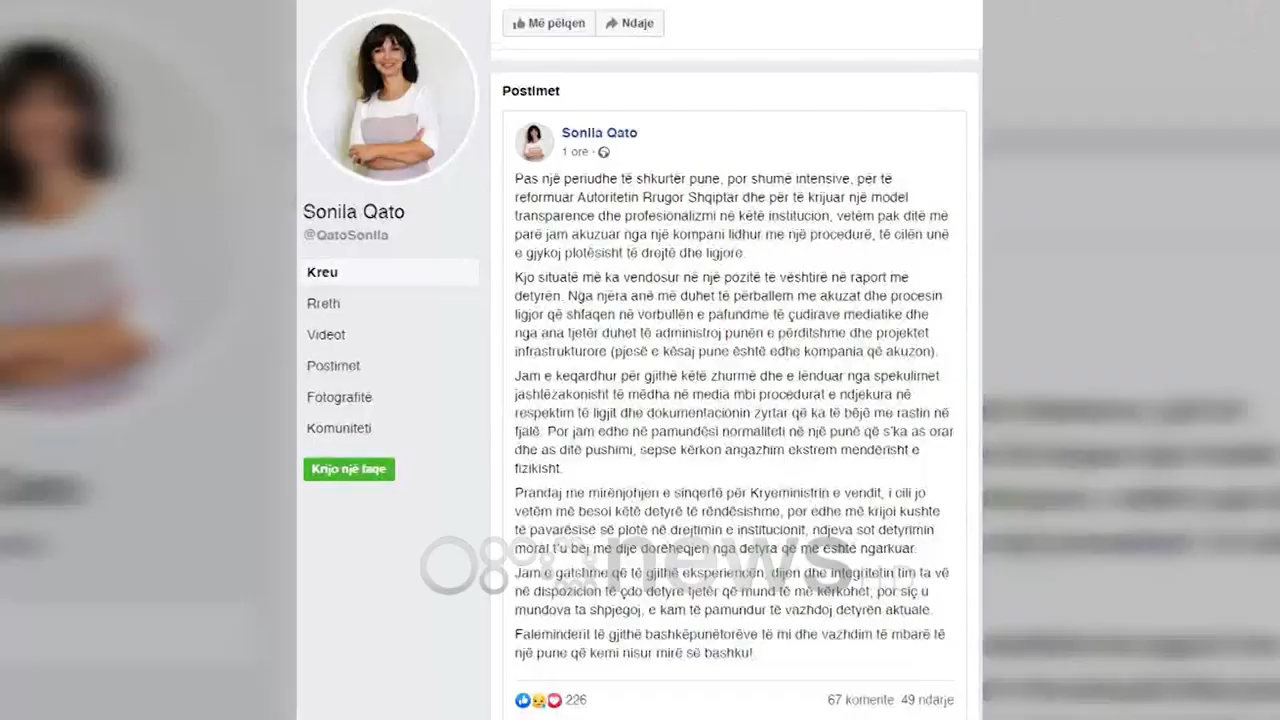 Më pëlqen
Ndaje
Sonila Qato
@QatoSonila
Kreu
Rreth
Videot
Postimet
Fotografitë
Komuniteti
Krijo një faqe
Postimet
Sonila Qato
1 orë ·
Pas një periudhe të shkurtër pune, por shumë intensive, për të
reformuar Autoritetin Rrugor Shqiptar dhe për të krijuar një model
transparence dhe profesionalizmi në këtë institucion, vetëm pak ditë më
parë jam akuzuar nga një kompani lidhur me një procedurë, të cilën unë
e gjykoj plotësisht të drejtë dhe ligjore.
Kjo situatë më ka vendosur në një pozitë të vështirë në raport me
detyrën. Nga njëra anë më duhet të përballem me akuzat dhe procesin
ligjor që shfaqen në vorbullën e pafundme të çudirave mediatike dhe
nga ana tjetër duhet të administroj punën e përditshme dhe projektet
infrastrukturore (pjesë e kësaj pune është edhe kompania që akuzon).
Jam e keqardhur për gjithë këtë zhurmë dhe e lënduar nga spekulimet
jashtëzakonisht të mëdha në media mbi procedurat e ndjekura në
respektim të ligjit dhe dokumentacionin zyrtar që ka të bëjë me rastin në
fjalë. Por jam edhe në pamundësi normaliteti në një punë që s'ka as orar
dhe as ditë pushimi, sepse kërkon angazhim ekstrem mendërisht e
fizikisht.
Prandaj me mirënjohjen e sinqertë për Kryeministrin e vendit, i cili jo
vetëm më besoi këtë detyrë të rëndësishme, por edhe më krijoi kushte
të pavarësisë së plotë në drejtimin e institucionit, ndjeva sot detyrimin
moral t'u bëj me dije dorëheqjen nga detyra që më është ngarkuar.
Jam e gatshme që të gjithë eksperiencën, dijen dhe integritetin tim ta vë
në dispozicion të çdo detyre tjetër që mund të më kërkohet, por siç u
mundova ta shpjegoj, e kam të pamundur të vazhdoj detyrën aktuale.
Faleminderit të gjithë bashkëpunëtorëve të mi dhe vazhdim të mbarë të
një pune që kemi nisur mirë së bashku!
226
67 komente 49 ndarje
news